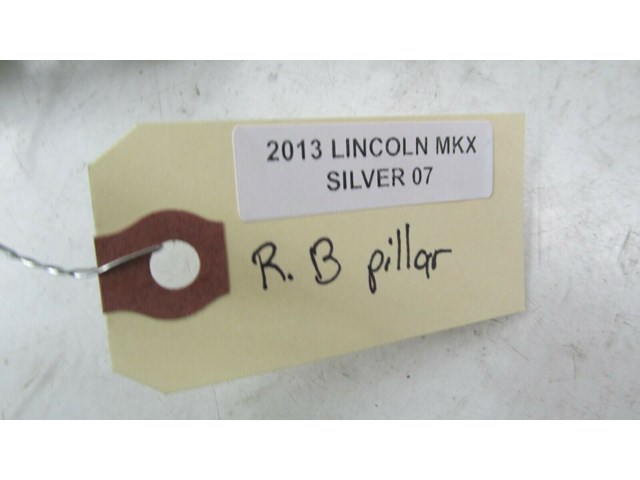 2013 LINCOLN MKX
SILVER 07
R. B pillar